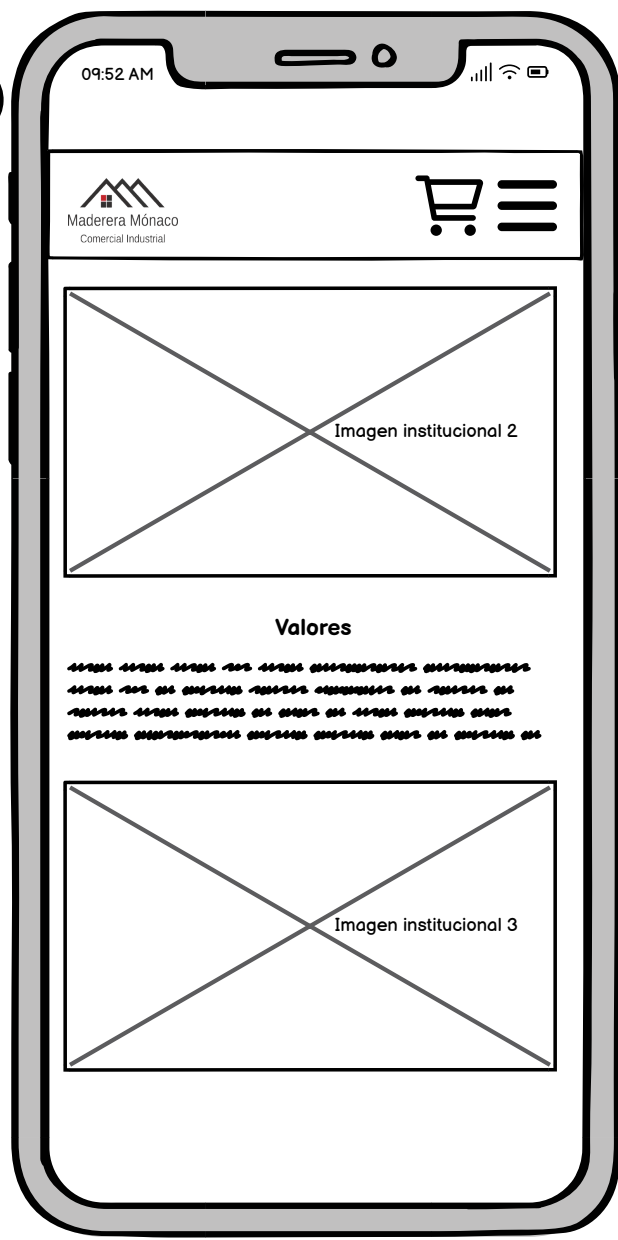 09:52 AM
Maderera Mónaco
Comercial Industrial
Imagen institucional 2
Valores
Imagen institucional 3